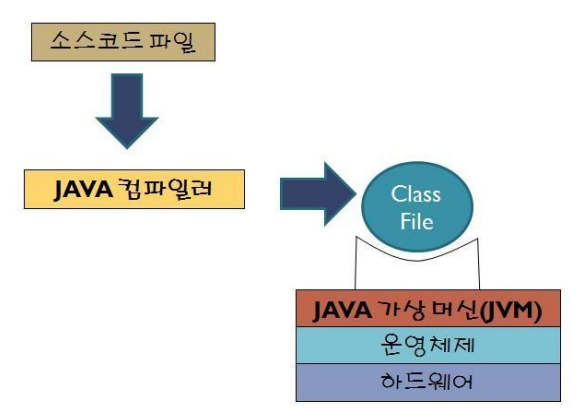 소스코드 파일
JAVA 컴파일러
Class
File
JAVA 가상 머신(JVM)
운영체제
하드웨어